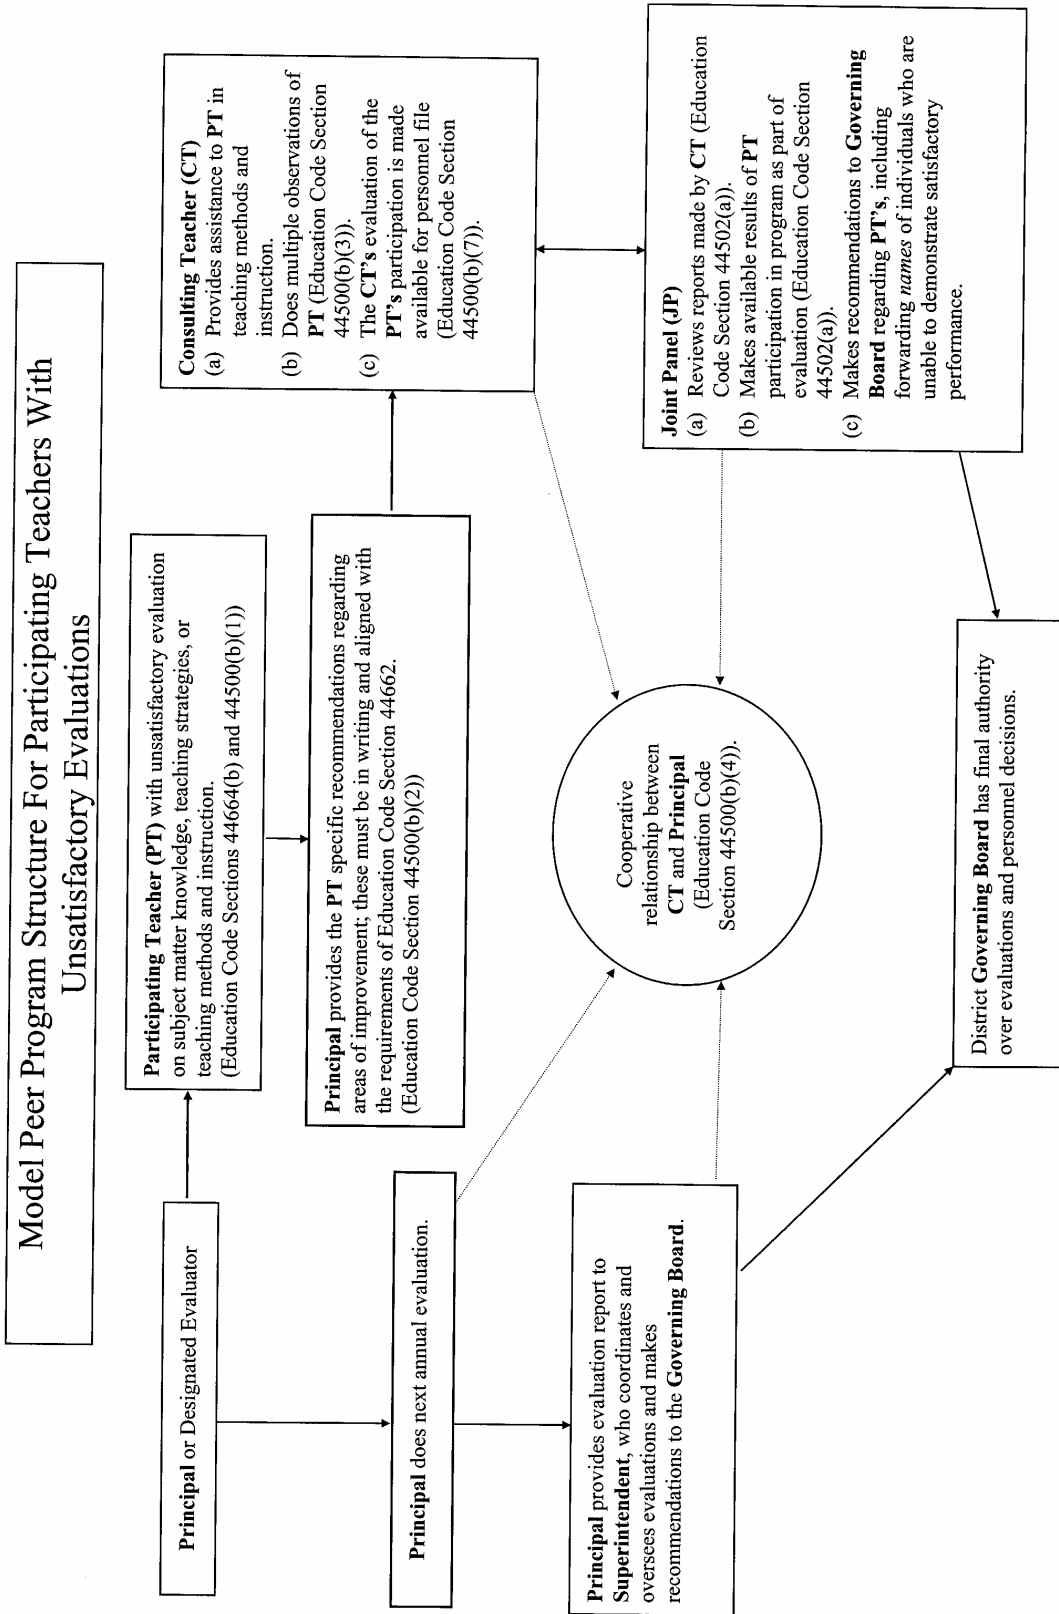 Model Peer Program Structure For Participating Teachers With
Unsatisfactory Evaluations
Principal or Designated Evaluator
Participating Teacher (PT) with unsatisfactory evaluation
on subject matter knowledge, teaching strategies, or
teaching methods and instruction.
(Education Code Sections 44664(b) and 44500(b)(1))
Consulting Teacher (CT)
(a) Provides assistance to PT in
teaching methods and
instruction.
(b) Does multiple observations of
PT (Education Code Section
44500(b)(3)).
(c) The CT's evaluation of the
PT's participation is made
available for personnel file
(Education Code Section
44500(b)(7)).
Principal provides the PT specific recommendations regarding
areas of improvement; these must be in writing and aligned with
the requirements of Education Code Section 44662.
(Education Code Section 44500(b)(2))
Principal does next annual evaluation.
Cooperative
relationship between
CT and Principal
(Education Code
Section 44500(b)(4)).
Principal provides evaluation report to
Superintendent, who coordinates and
oversees evaluations and makes
recommendations to the Governing Board.
Joint Panel (JP)
(a) Reviews reports made by CT (Education
Code Section 44502(a)).
(b) Makes available results of PT
participation in program as part of
evaluation (Education Code Section
44502(a)).
(c) Makes recommendations to Governing
Board regarding PT's, including
forwarding names of individuals who are
unable to demonstrate satisfactory
performance.
District Governing Board has final authority
over evaluations and personnel decisions.